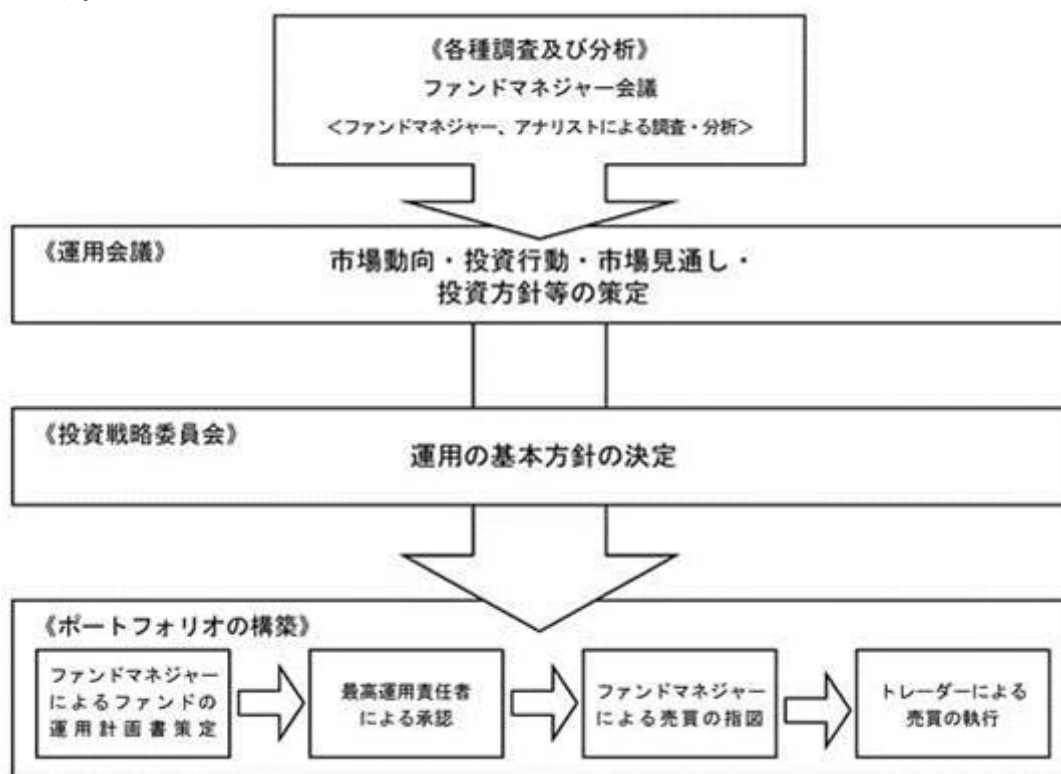 《各種調査及び分析》
ファンドマネジャー会議
<ファンドマネジャー、アナリストによる調査・分析>
《運用会議》
市場動向・投資行動・市場見通し・
投資方針等の策定
《投資戦略委員会》
運用の基本方針の決定
《ポートフォリオの構築》
ファンドマネジャー
によるファンドの
運用計画書策定
最高運用責任者
による承認
ファンドマネジャー
による売買の指図
トレーダーによる
売買の執行